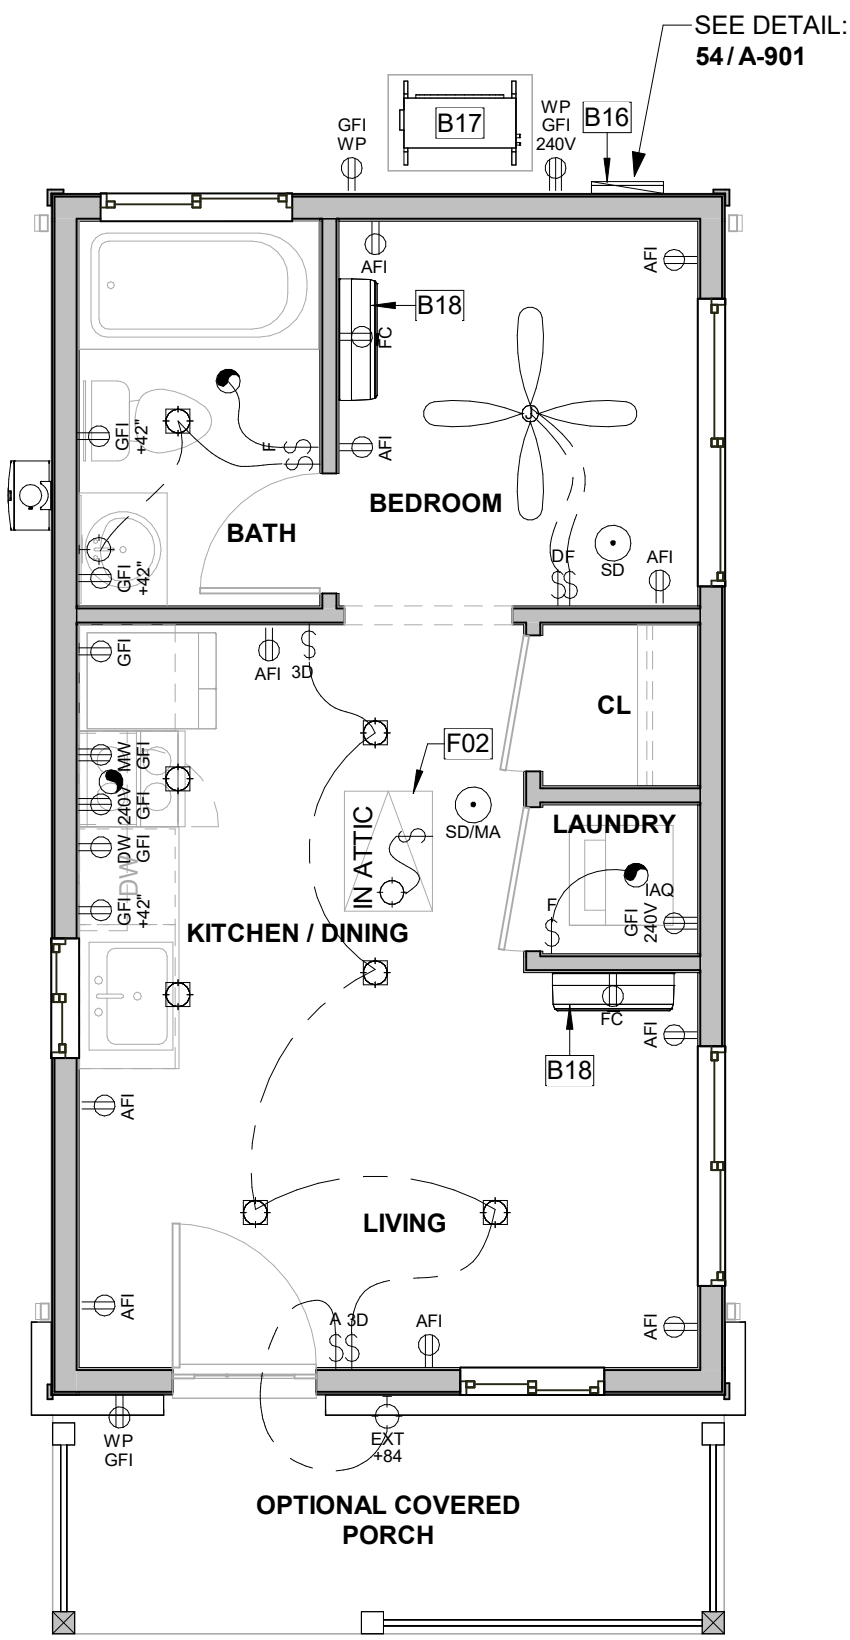 SEE DETAIL:
54 / A-901
B17
B16
GFI
WP
WP
GFI
240V
AFI
AFI
B18
FC
GFI
+42"
F
AFI
J
BEDROOM
BATH
GFI
+42"
DF
SD
AFI
GFI
AFI
3D
CL
F02
MW
GFI
240V
GFI
IN ATTIC
SD/MA
LAUNDRY
DW
GFI
DW
IAQ
F
GFI
240V
GFI
+42"
KITCHEN / DINING
FC
AFI
B18
AFI
LIVING
AFI
A 3D
AFI
AFI
WP
GFI
EXT
+84
OPTIONAL COVERED
PORCH